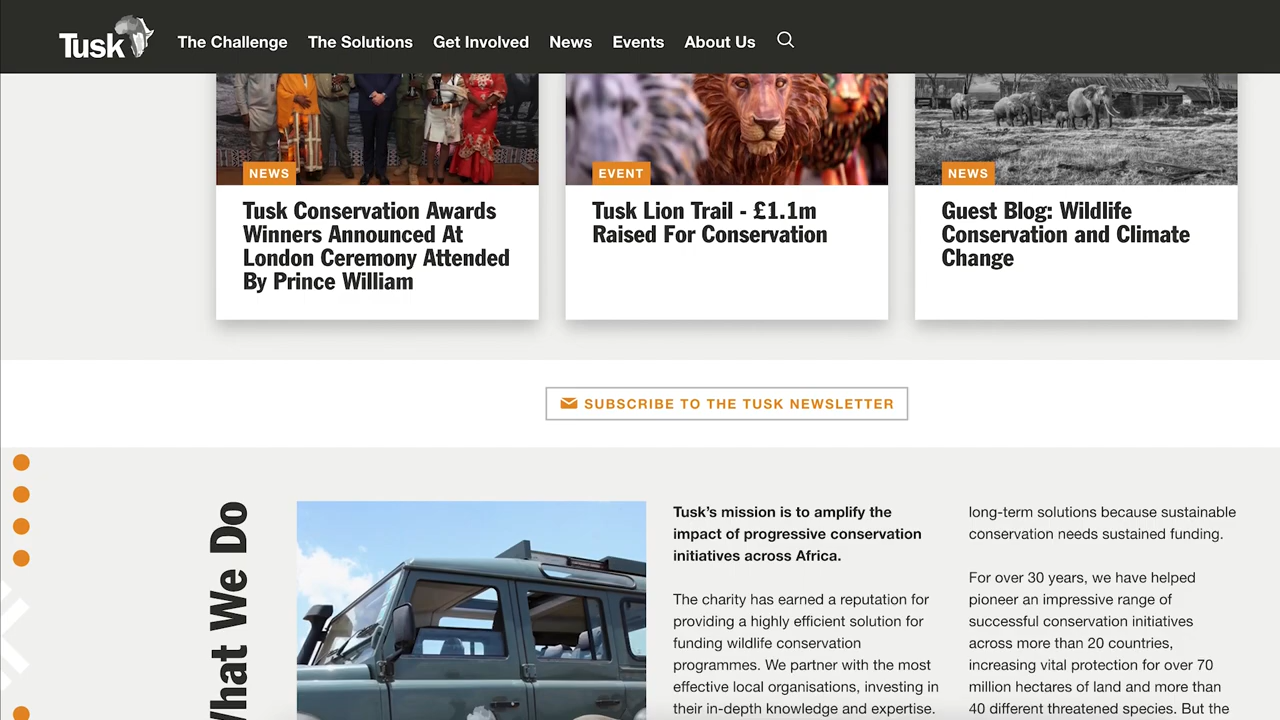 Tusk
The Challenge
The Solutions
Get Involved
News
Events
About Us
NEWS
Tusk Conservation Awards
Winners Announced At
London Ceremony Attended
By Prince William
EVENT
Tusk Lion Trail - £1.1m
Raised For Conservation
NEWS
Guest Blog: Wildlife
Conservation and Climate
Change
SUBSCRIBE TO THE TUSK NEWSLETTER
What We Do
Tusk's mission is to amplify the
impact of progressive conservation
initiatives across Africa.
The charity has earned a reputation for
providing a highly efficient solution for
funding wildlife conservation
programmes. We partner with the most
effective local organisations, investing in
their in-depth knowledge and expertise.
long-term solutions because sustainable
conservation needs sustained funding.
For over 30 years, we have helped
pioneer an impressive range of
successful conservation initiatives
across more than 20 countries,
increasing vital protection for over 70
million hectares of land and more than
40 different threatened species. But the